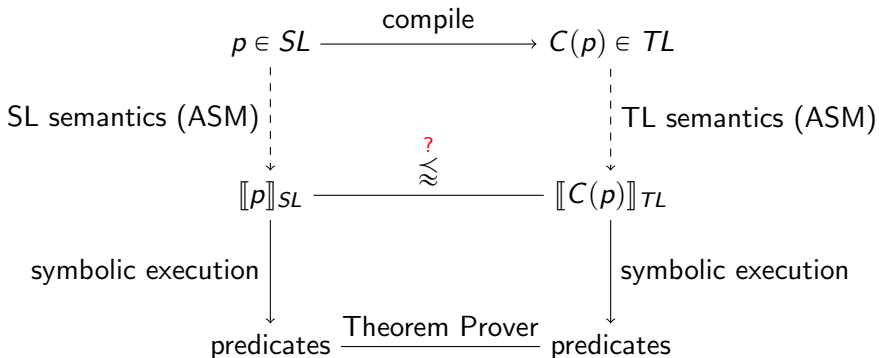 compile
p ∈ SL C(p) ∈ TL
SL semantics (ASM) TL semantics (ASM)
?
⪷
⟦p⟧SL ⟦C(p)⟧TL
symbolic execution symbolic execution
Theorem Prover
predicates predicates